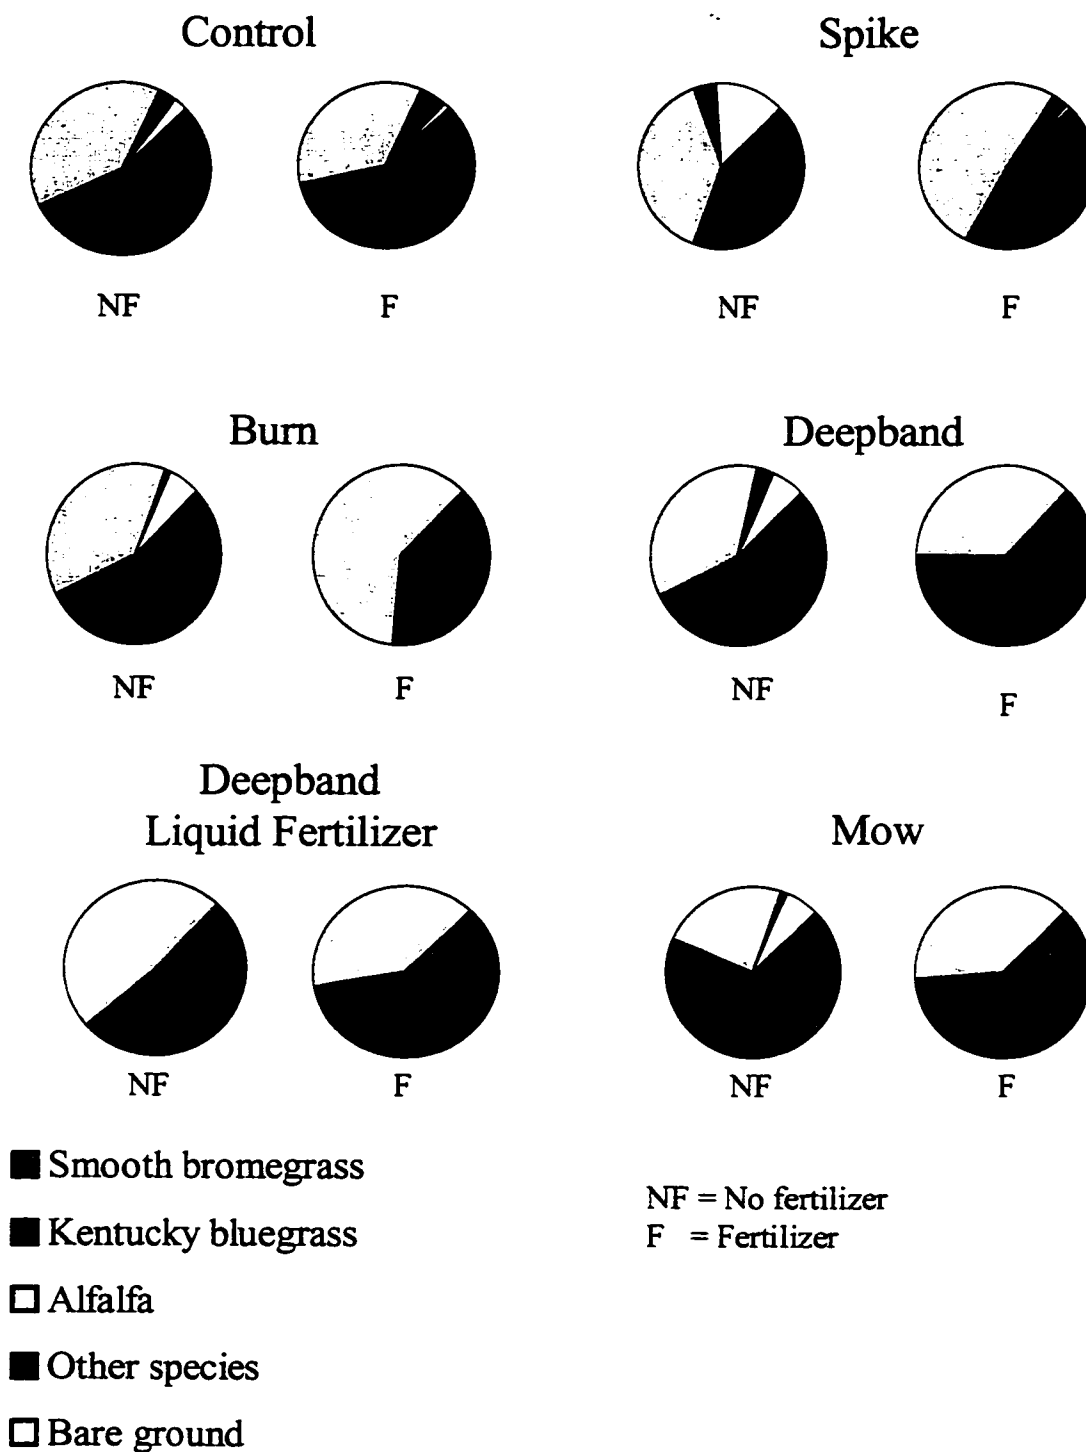 Control
Spike
NF
F
NF
F
Burn
Deepband
NF
F
NF
F
Deepband
Liquid Fertilizer
Mow
NF
F
NF
F
Smooth bromegrass
Kentucky bluegrass
Alfalfa
Other species
Bare ground
NF = No fertilizer
F = Fertilizer